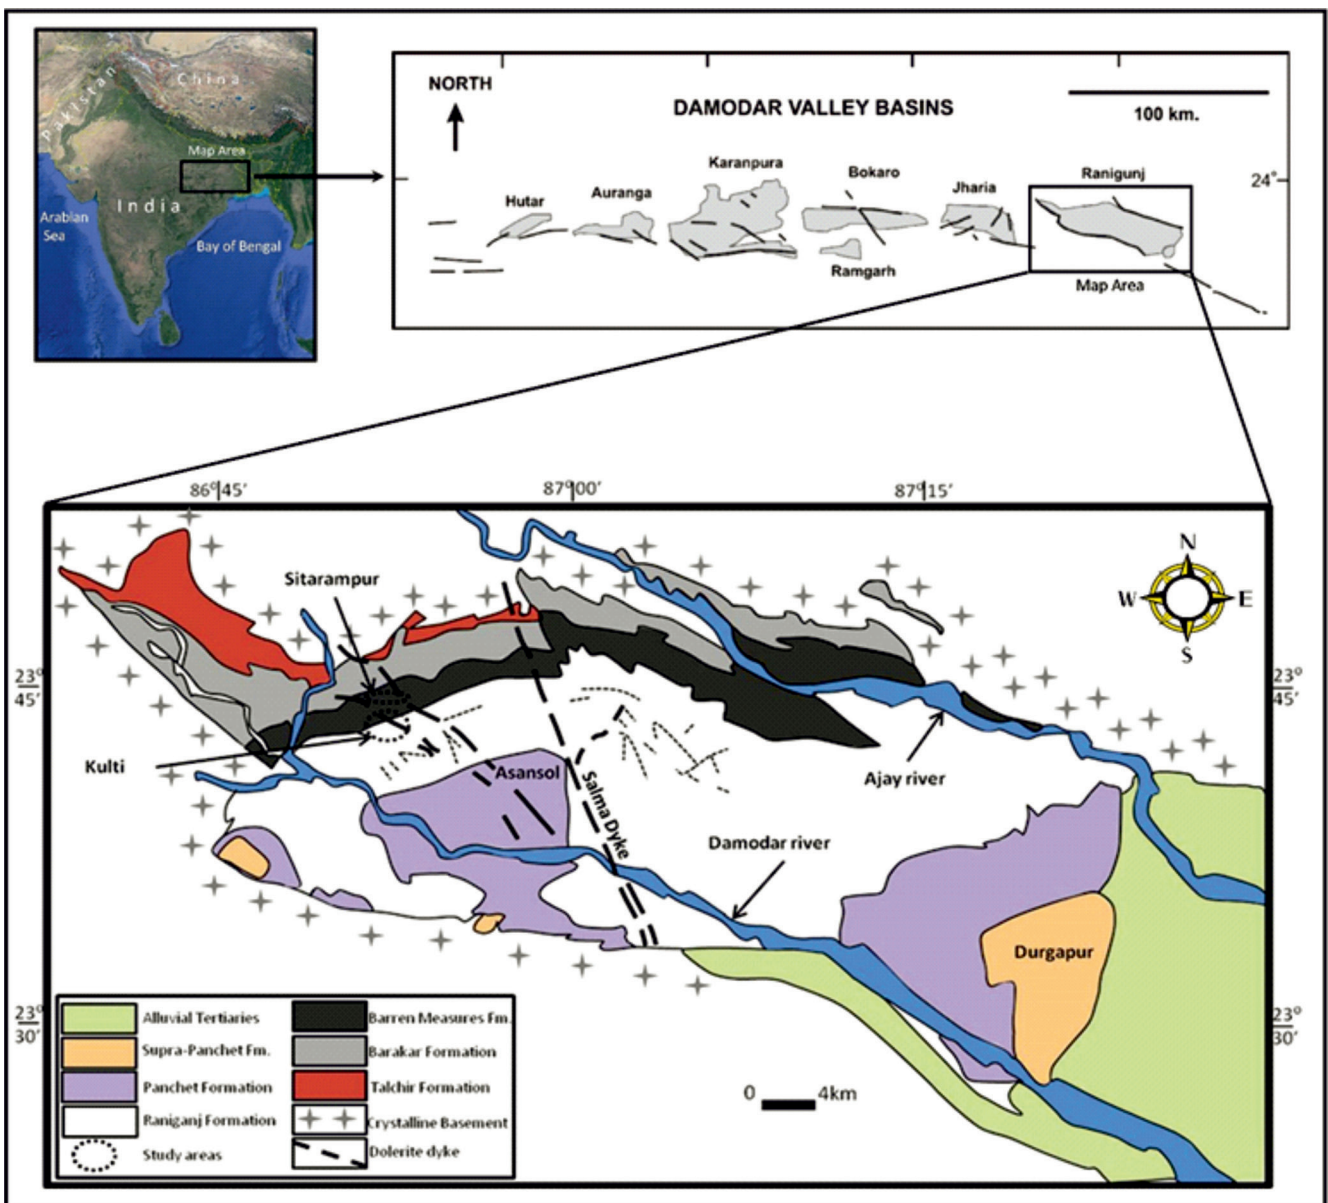 China
Pakistan
Map Area
India
Arabian
Sea
Bay of Bengal
NORTH
DAMODAR VALLEY BASINS
100 km.
Karanpura
Bokaro
Auranga
Hutar
Jharia
Ranigunj
24°
Ramgarh
Map Area
86°45′
87°00′
87°15′
Sitarampur
N
W
E
S
23°
45′
23°
45′
Kulti
Asansol
Salma Dyke
Ajay river
Damodar river
Durgapur
23°
30′
23°
30′
Alluvial Tertiaries
Barren Measures Fm.
Supra-Panchet Fm.
Barakar Formation
Panchet Formation
Talchir Formation
Raniganj Formation
Crystalline Basement
Study areas
Dolerite dyke
0 4km